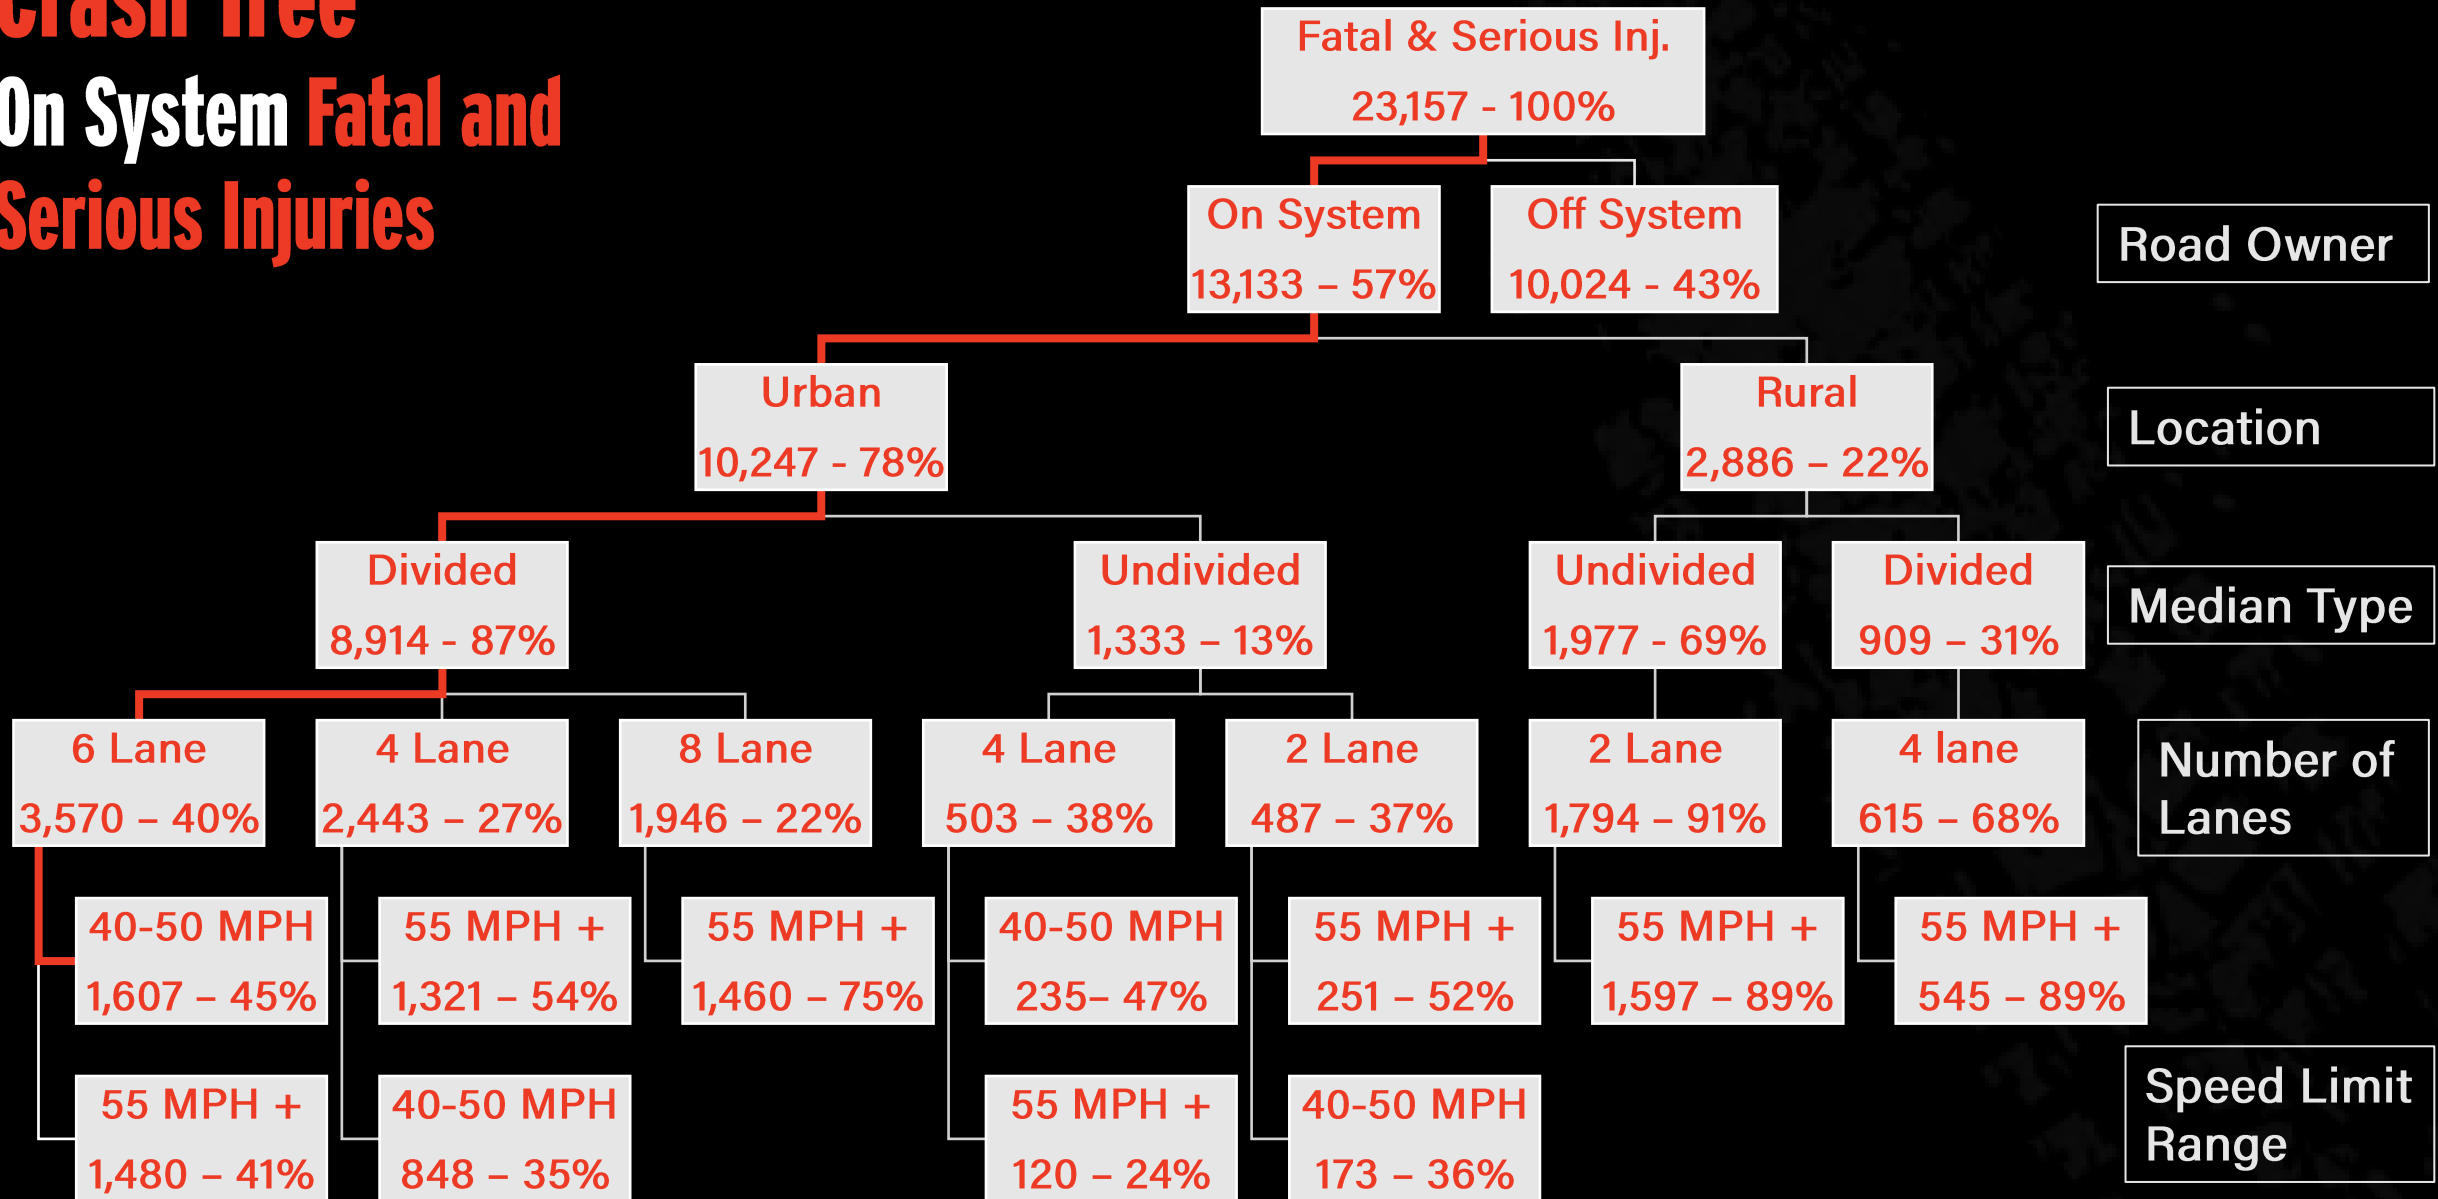 Crash Tree
On System Fatal and
Serious Injuries
Fatal & Serious Inj.
23,157 - 100%
On System
13,133 – 57%
Off System
10,024 - 43%
Road Owner
Urban
10,247 - 78%
Rural
2,886 – 22%
Location
Divided
8,914 - 87%
Undivided
1,333 – 13%
Undivided
1,977 - 69%
Divided
909 – 31%
Median Type
6 Lane
3,570 – 40%
4 Lane
2,443 – 27%
8 Lane
1,946 – 22%
4 Lane
503 – 38%
2 Lane
487 – 37%
2 Lane
1,794 – 91%
4 lane
615 – 68%
Number of
Lanes
40-50 MPH
1,607 – 45%
55 MPH +
1,321 – 54%
55 MPH +
1,460 – 75%
40-50 MPH
235– 47%
55 MPH +
251 – 52%
55 MPH +
1,597 – 89%
55 MPH +
545 – 89%
55 MPH +
1,480 – 41%
40-50 MPH
848 – 35%
55 MPH +
120 – 24%
40-50 MPH
173 – 36%
Speed Limit
Range